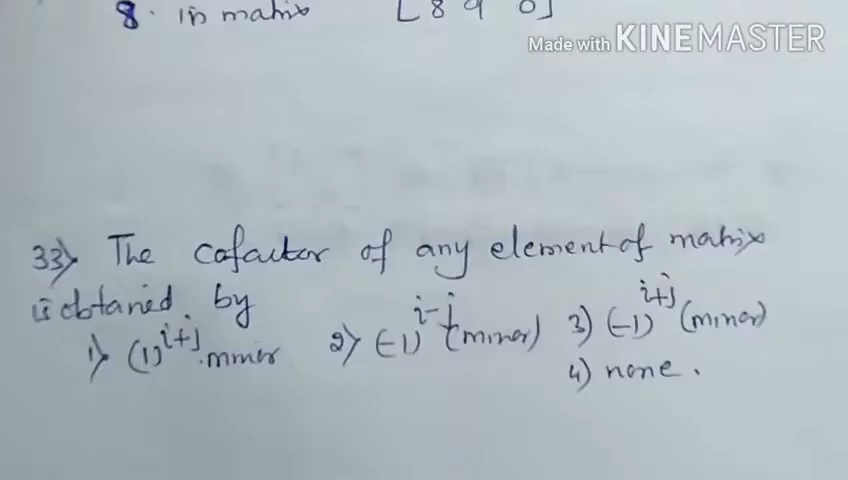 8. in matrix [ 8 9 0 ]
Made with KINEMASTER
33) The cofactor of any element of matrix
is obtained by
1) (1)^{i+j} .minor 2) (-1)^{i-j} (minor) 3) (-1)^{i+j} (minor)
4) none.